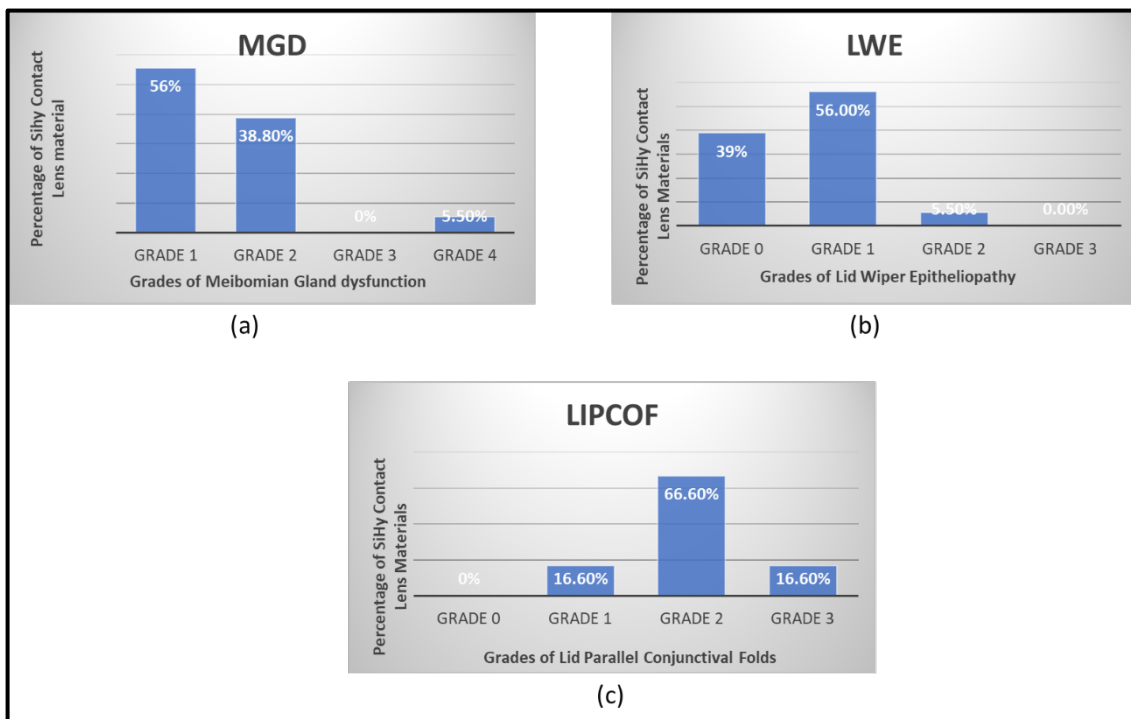 MGD
Percentage of Sihy Contact
Lens material
56%
38.80%
0%
5.50%
GRADE 1 GRADE 2 GRADE 3 GRADE 4
Grades of Meibomian Gland dysfunction
(a)
LWE
Percentage of SiHy Contact
Lens Materials
39%
56.00%
5.50%
0.00%
GRADE 0 GRADE 1 GRADE 2 GRADE 3
Grades of Lid Wiper Epitheliopathy
(b)
LIPCOF
Percentage of SiHy Contact
Lens Materials
0%
16.60%
66.60%
16.60%
GRADE 0 GRADE 1 GRADE 2 GRADE 3
Grades of Lid Parallel Conjunctival Folds
(c)